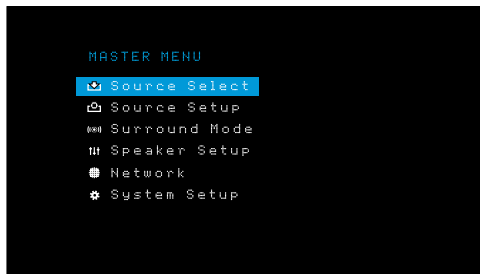 MASTER MENU
Source Select
Source Setup
Surround Mode
Speaker Setup
Network
System Setup